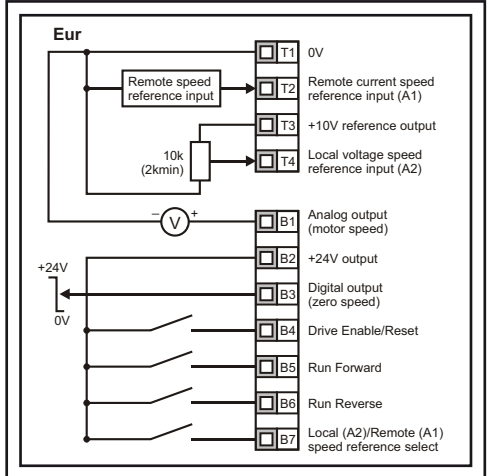 Eur
T1 0V
Remote speed
reference input
T2 Remote current speed
reference input (A1)
T3 +10V reference output
10k
(2kmin)
T4 Local voltage speed
reference input (A2)
– V +
B1 Analog output
(motor speed)
B2 +24V output
+24V
0V
B3 Digital output
(zero speed)
B4 Drive Enable/Reset
B5 Run Forward
B6 Run Reverse
B7 Local (A2)/Remote (A1)
speed reference select